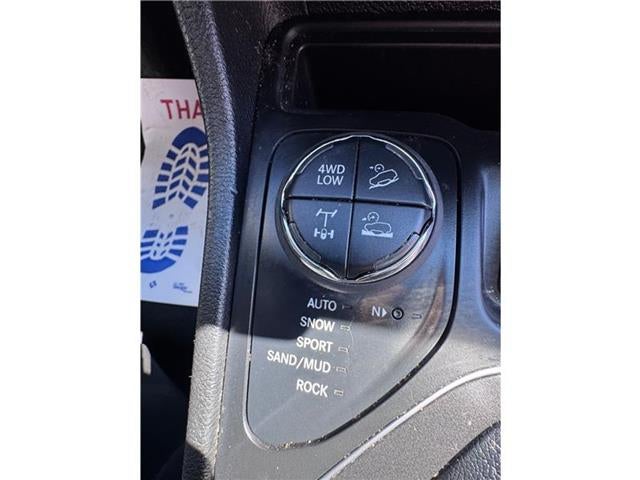 THA
4WD
LOW
AUTO
N
SNOW
SPORT
SAND/MUD
ROCK